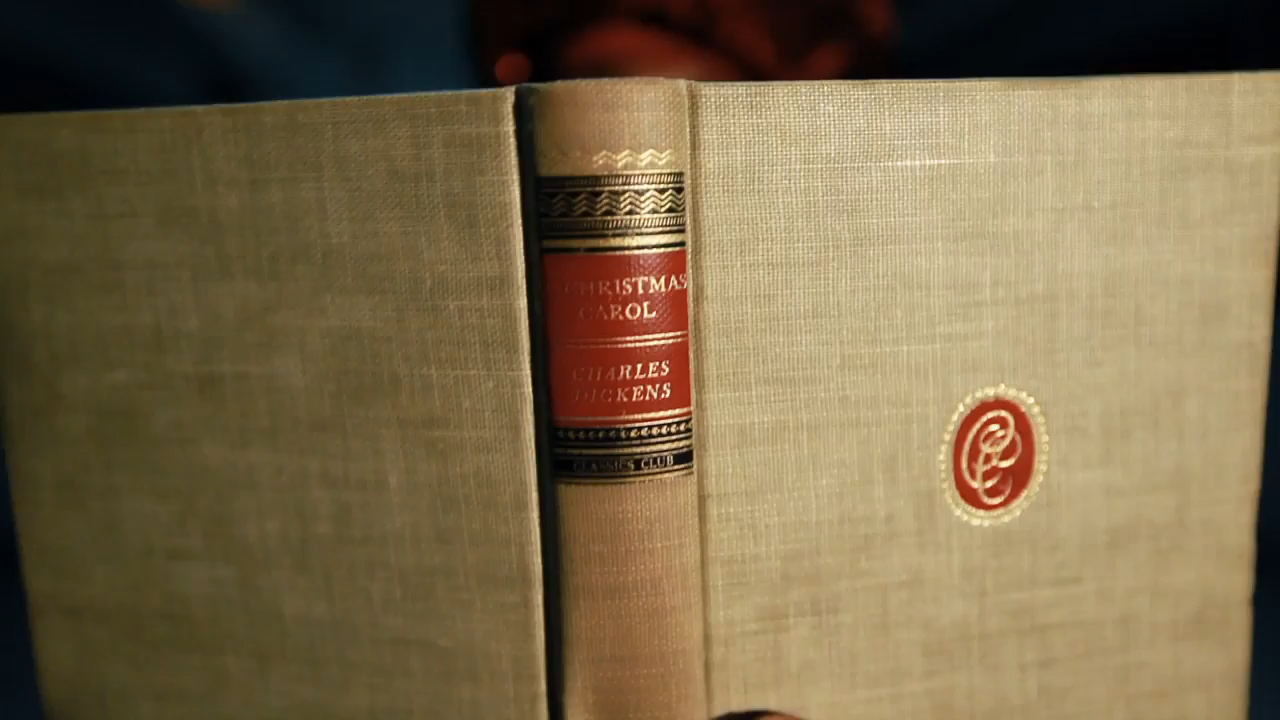 CHRISTMAS
CAROL
CHARLES
DICKENS
CLASSICS CLUB